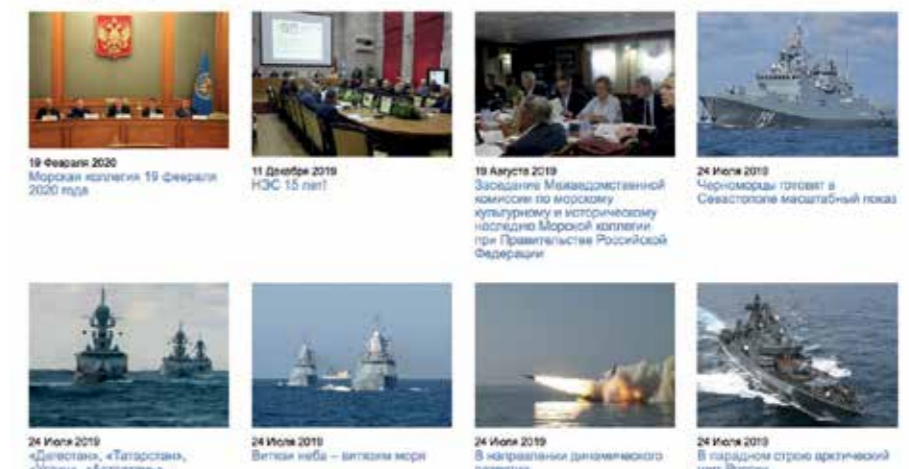 19 Февраля 2020
Морская коллегия 19 февраля
2020 года
11 Декабря 2019
НЭС 15 лет!
19 Августа 2019
Заседание Межведомственной
комиссии по морскому
культурному и историческому
наследию Морской коллегии
при Правительстве Российской
Федерации
24 Июля 2019
Черноморцы готовят в
Севастополе масштабный показ
24 Июля 2019
«Дагестан», «Татарстан»,
24 Июля 2019
Витязи неба – витязям моря
24 Июля 2019
В направлении динамического
24 Июля 2019
В парадном строю арктический